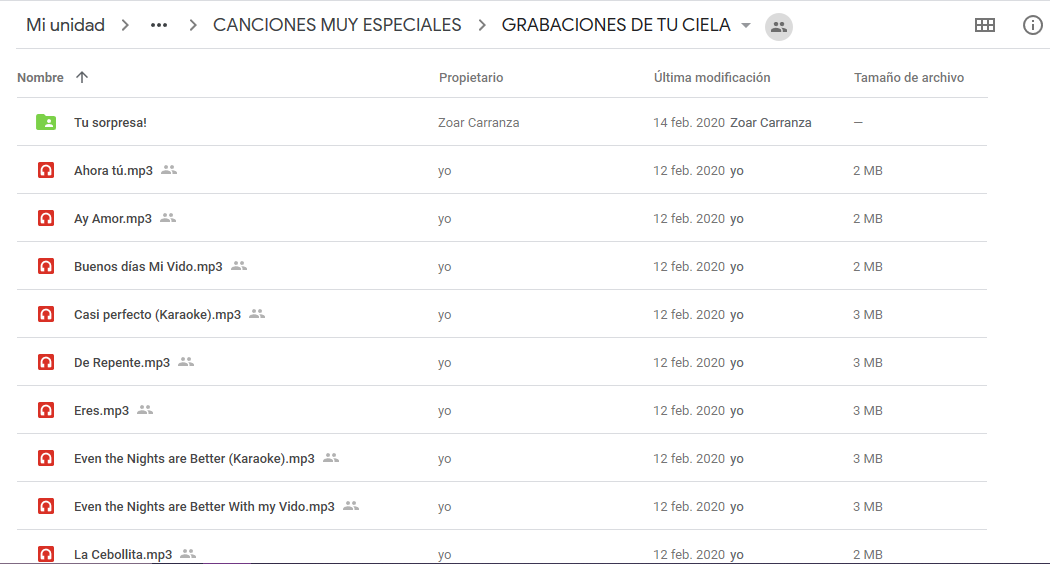 Mi unidad > ••• > CANCIONES MUY ESPECIALES > GRABACIONES DE TU CIELA
Nombre Propietario Última modificación Tamaño de archivo
Tu sorpresa! Zoar Carranza 14 feb. 2020 Zoar Carranza —
Ahora tú.mp3 yo 12 feb. 2020 yo 2 MB
Ay Amor.mp3 yo 12 feb. 2020 yo 2 MB
Buenos días Mi Vido.mp3 yo 12 feb. 2020 yo 2 MB
Casi perfecto (Karaoke).mp3 yo 12 feb. 2020 yo 3 MB
De Repente.mp3 yo 12 feb. 2020 yo 3 MB
Eres.mp3 yo 12 feb. 2020 yo 3 MB
Even the Nights are Better (Karaoke).mp3 yo 12 feb. 2020 yo 3 MB
Even the Nights are Better With my Vido.mp3 yo 12 feb. 2020 yo 3 MB
La Cebollita.mp3 yo 12 feb. 2020 yo 2 MB